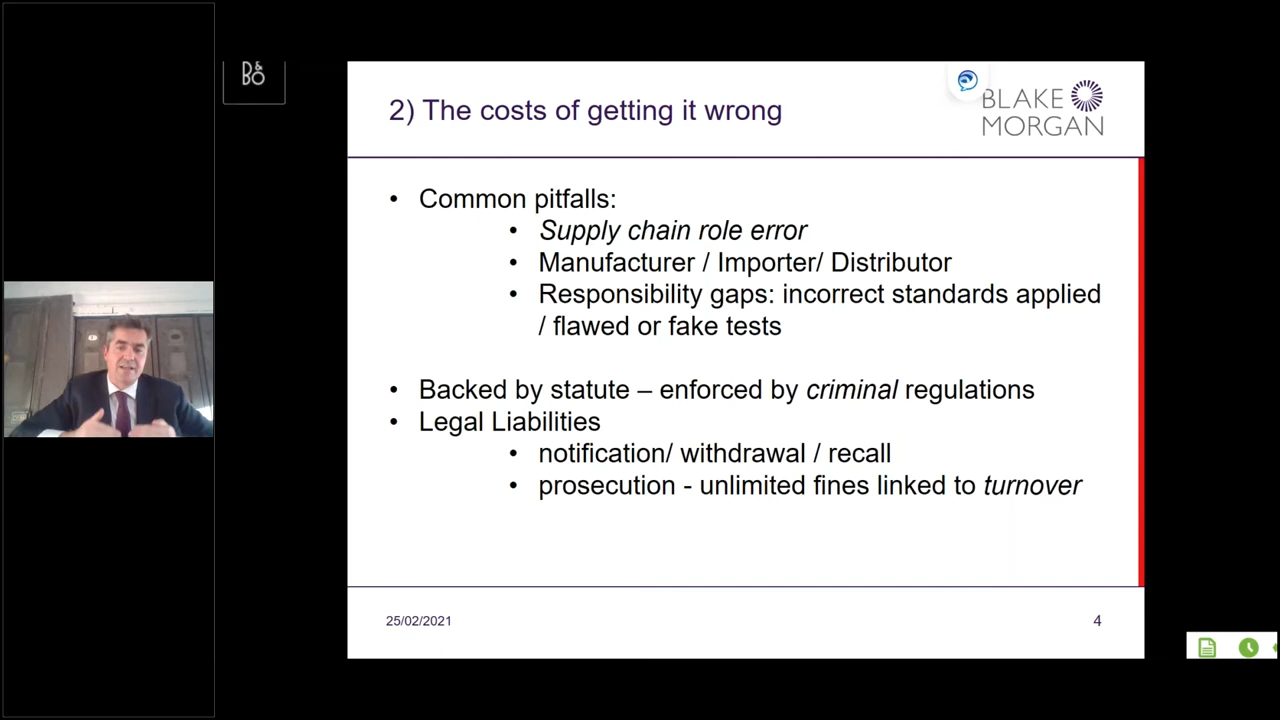 B&O
2) The costs of getting it wrong
BLAKE
MORGAN
• Common pitfalls:
• Supply chain role error
• Manufacturer / Importer/ Distributor
• Responsibility gaps: incorrect standards applied
/ flawed or fake tests
• Backed by statute – enforced by criminal regulations
• Legal Liabilities
• notification/ withdrawal / recall
• prosecution - unlimited fines linked to turnover
25/02/2021
4